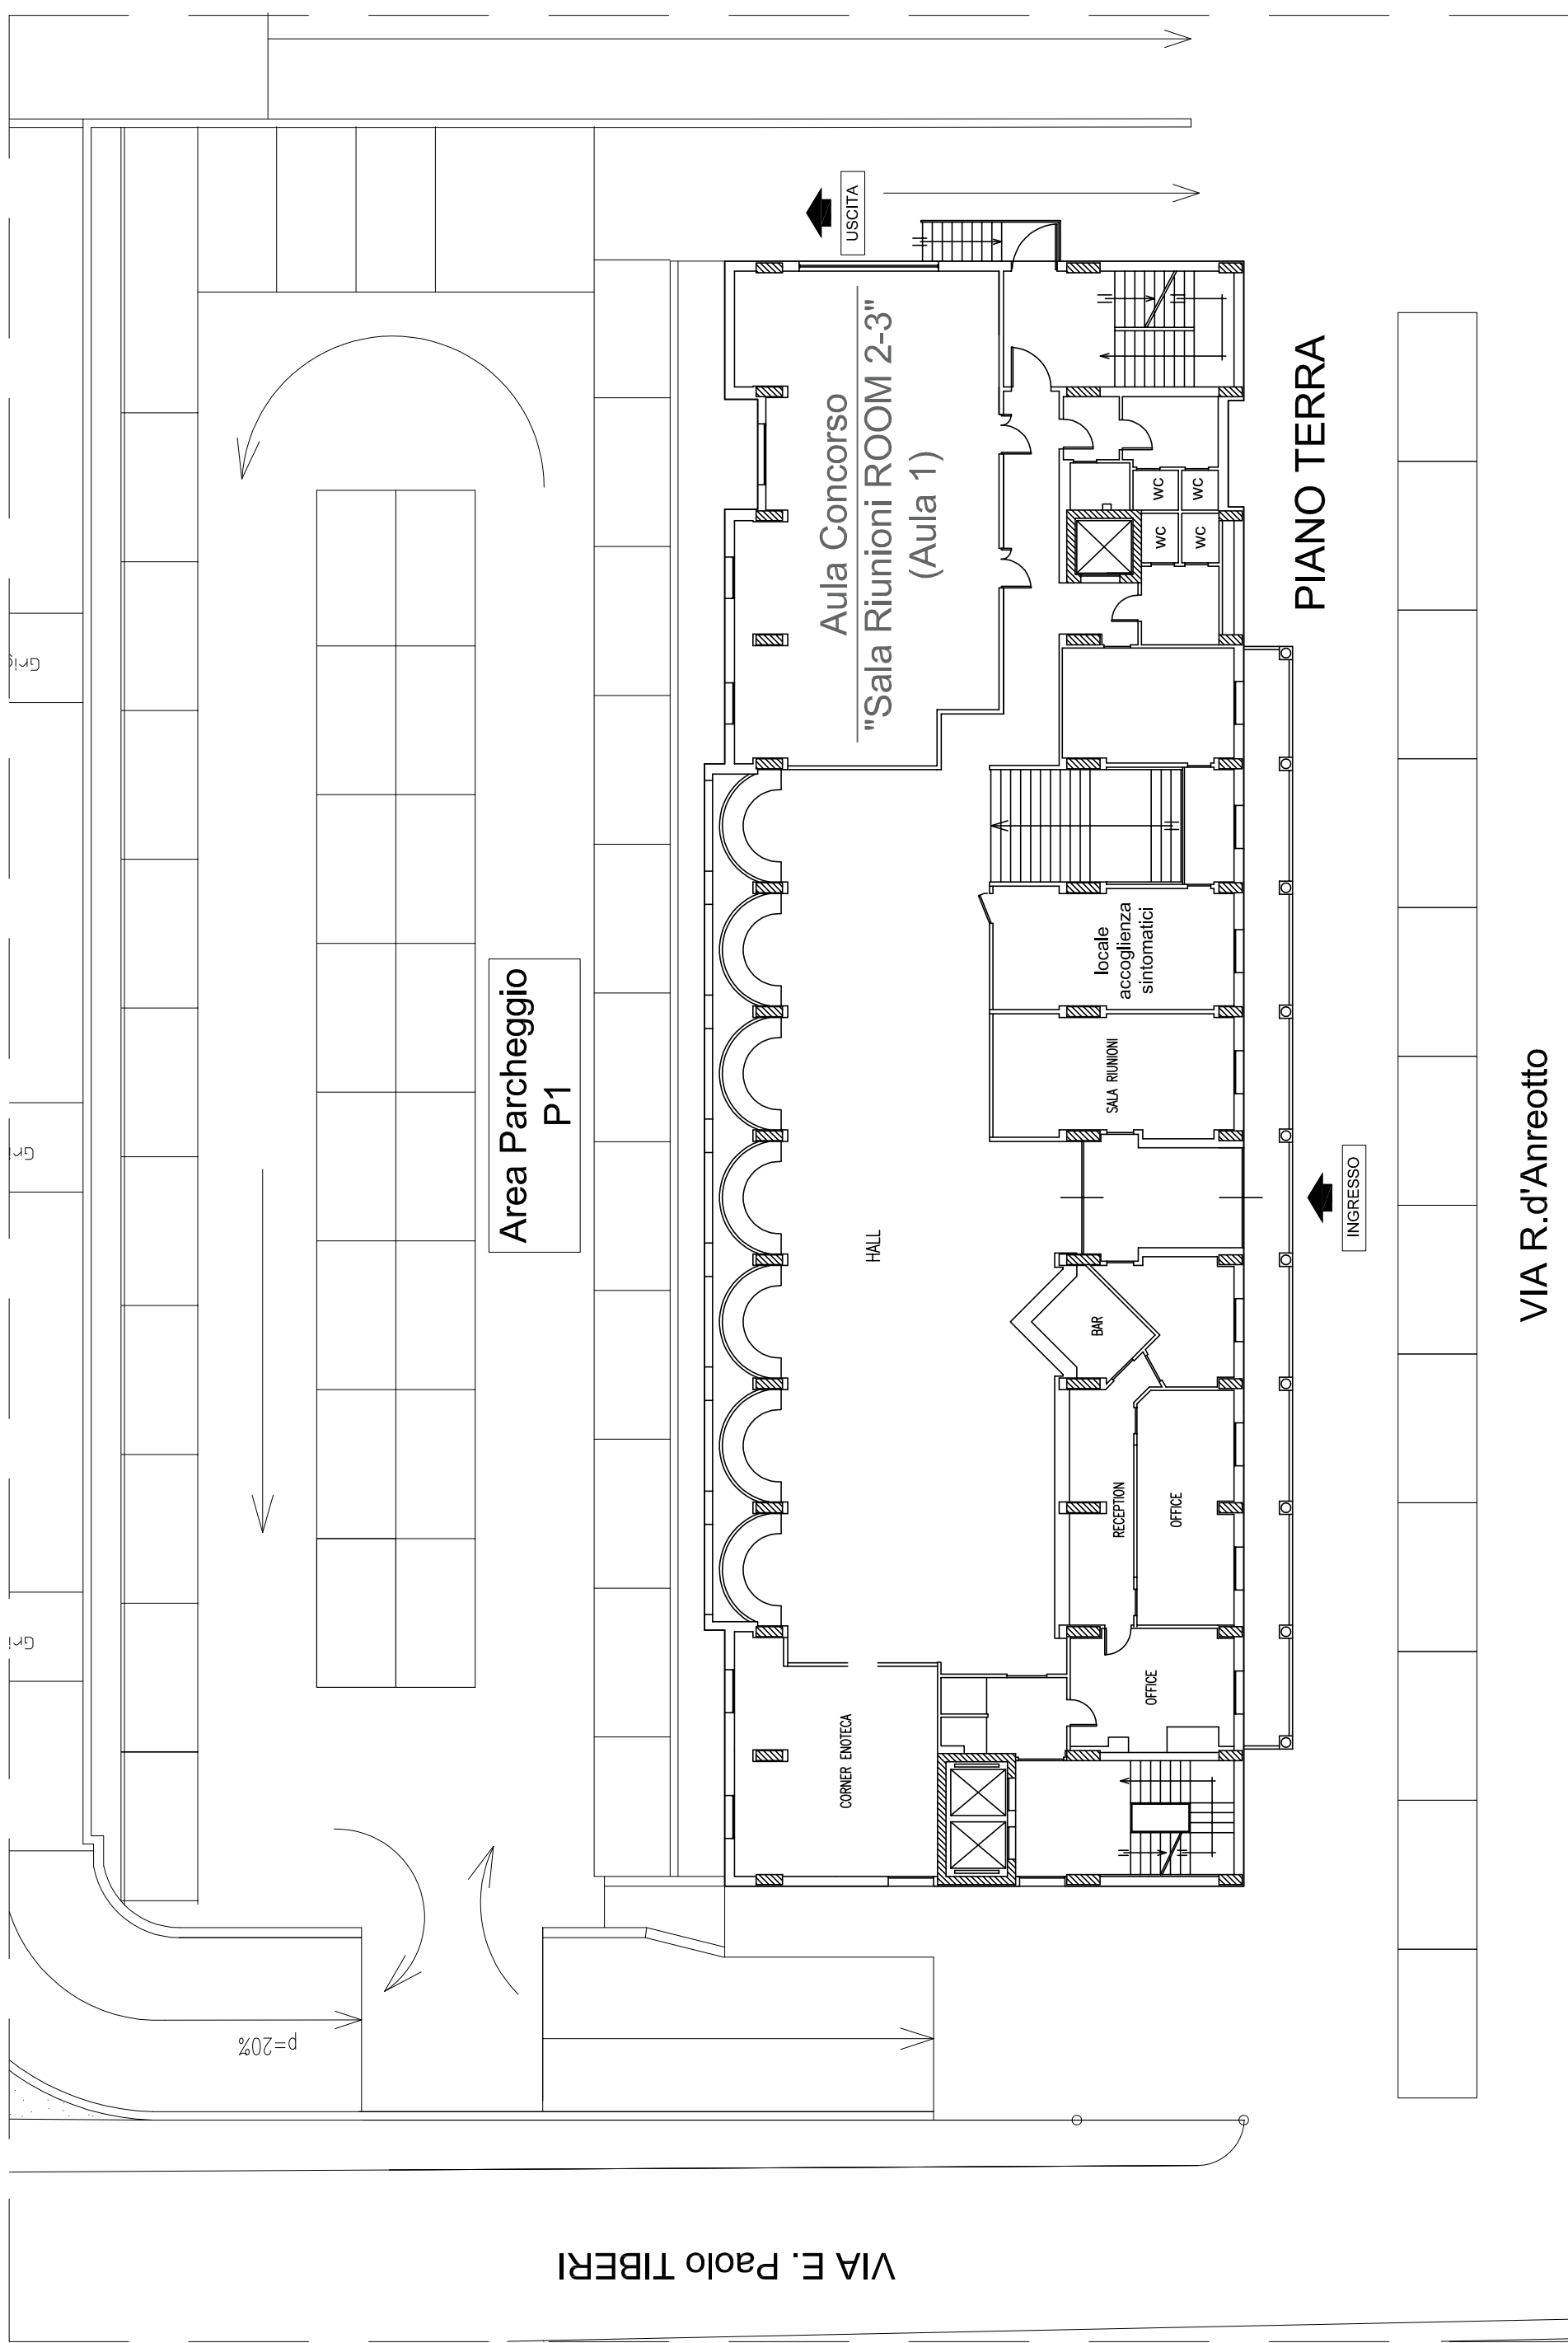 USCITA
Aula Concorso
"Sala Riunioni ROOM 2-3"
(Aula 1)
PIANO TERRA
WC
WC
WC
WC
Area Parcheggio
P1
locale
accoglienza
sintomatici
SALA RIUNIONI
INGRESSO
HALL
BAR
RECEPTION
OFFICE
OFFICE
CORNER ENOTECA
VIA R.d'Anreotto
p=20%
VIA E. Paolo TIBERI
Gri
Gri